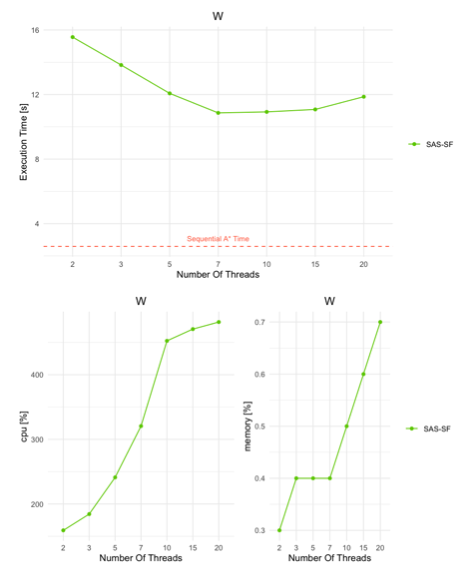 W
16
12
8
4
Execution Time [s]
Sequential A* Time
2 3 5 7 10 15 20
Number Of Threads
SAS-SF
W
400
300
200
cpu [%]
2 3 5 7 10 15 20
Number Of Threads
W
0.7
0.6
0.5
0.4
0.3
memory [%]
2 3 5 7 10 15 20
Number Of Threads
SAS-SF